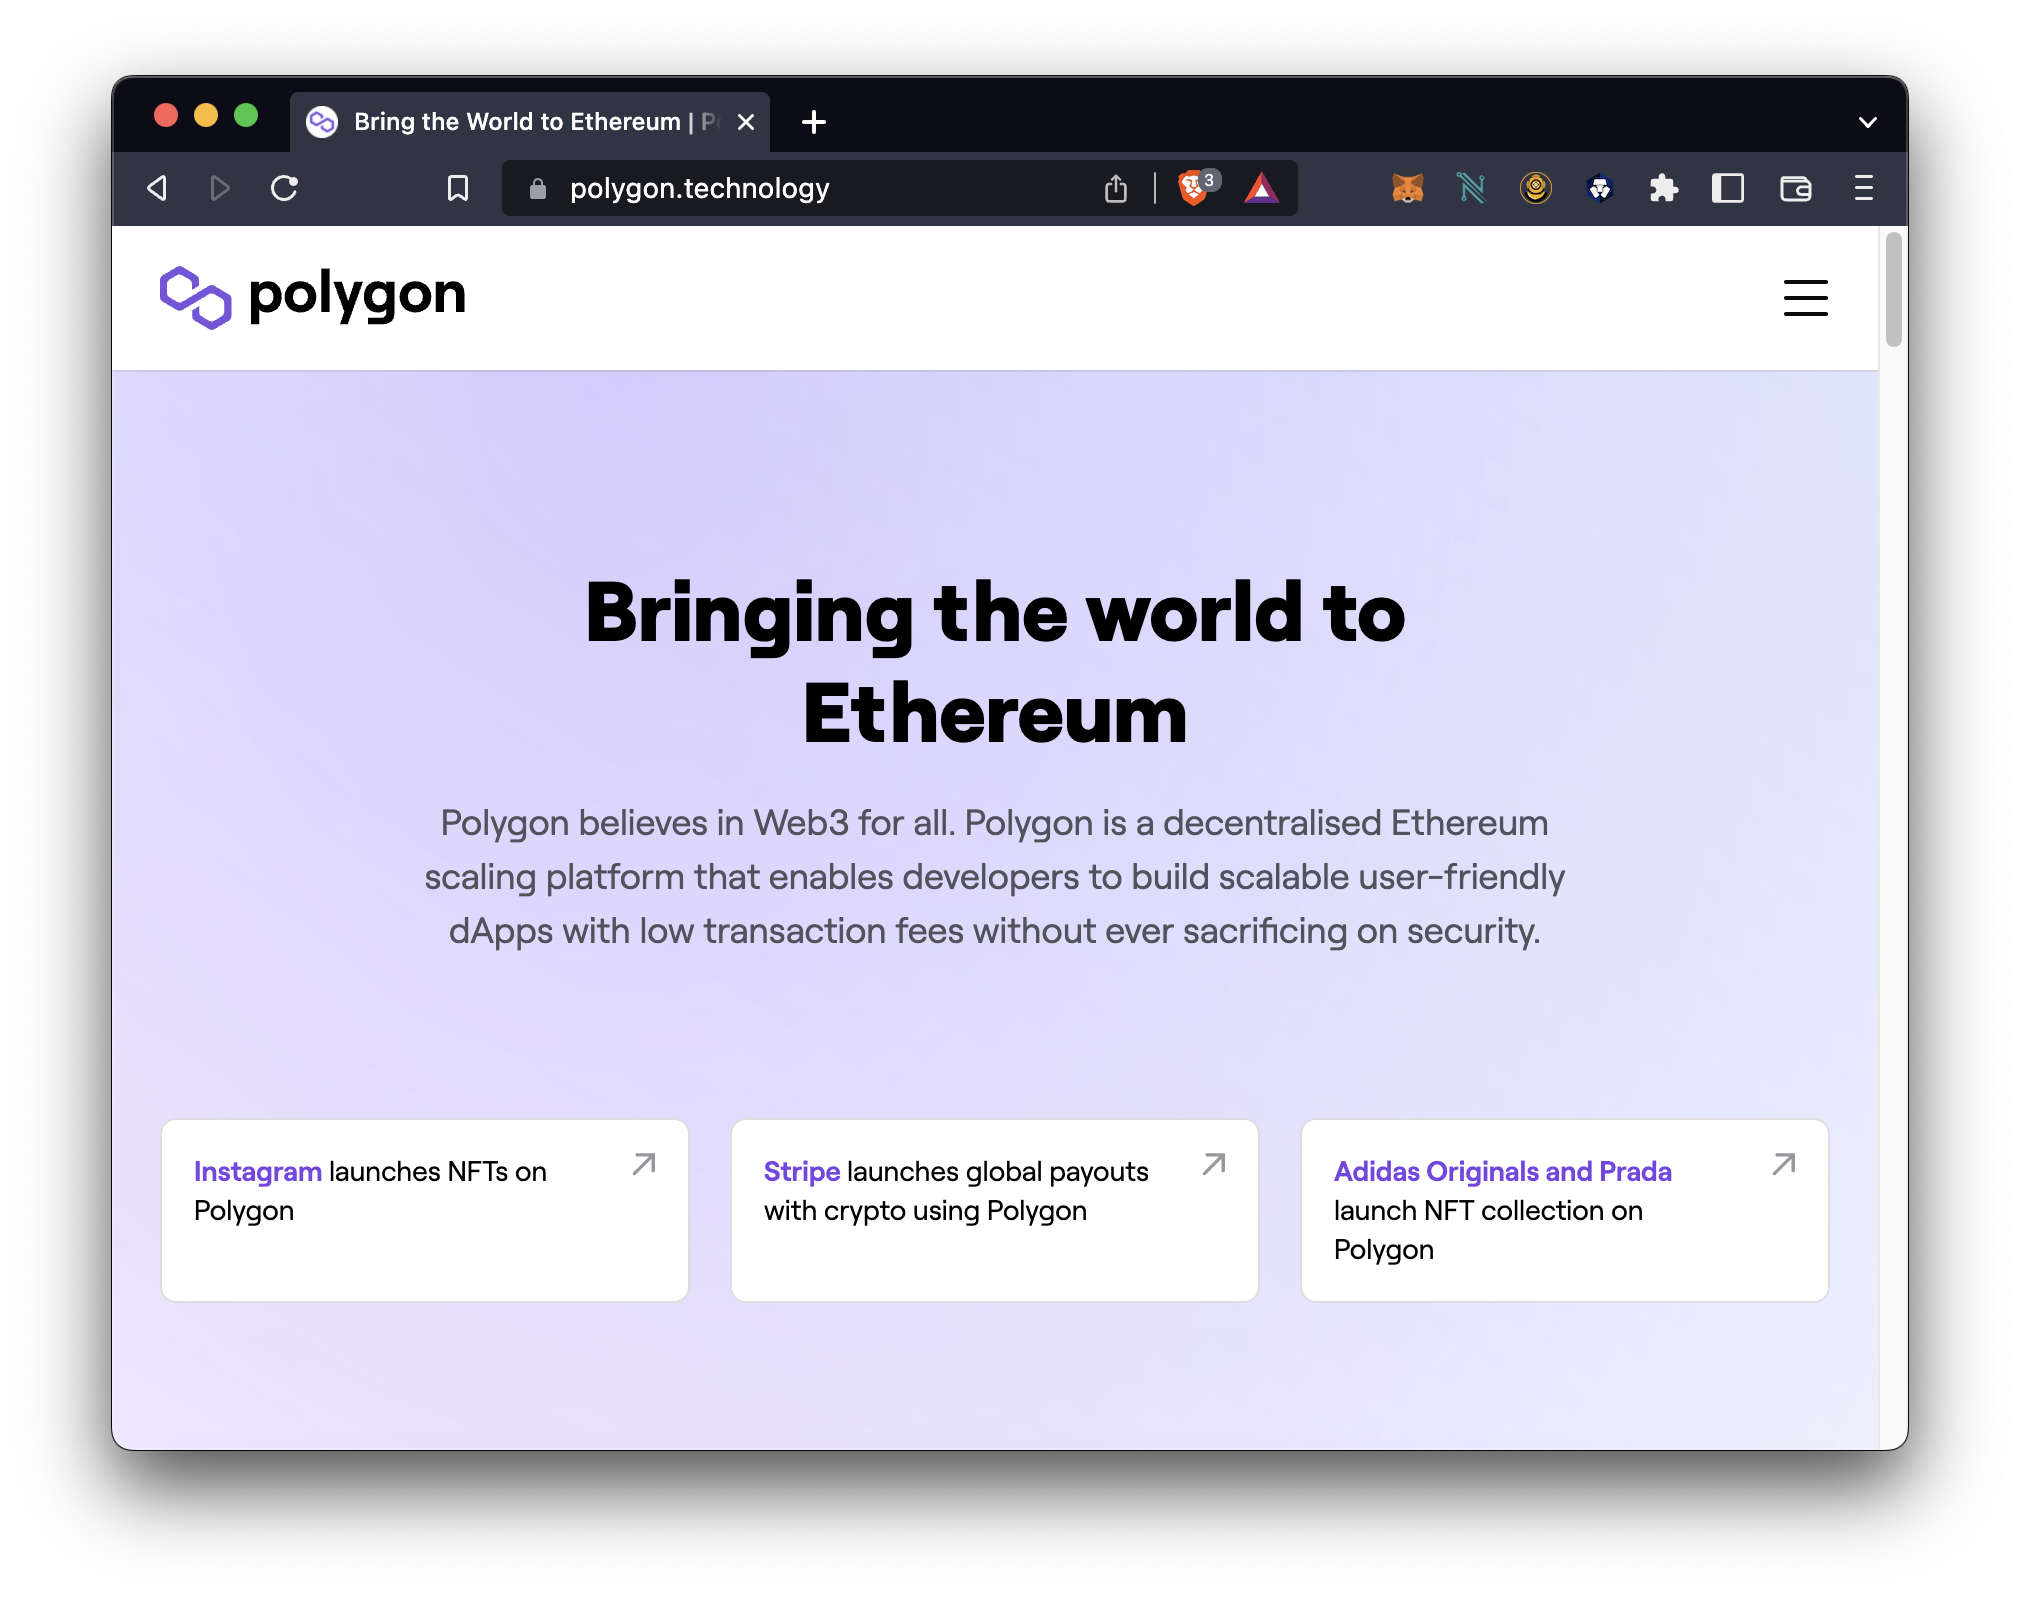 Bring the World to Ethereum | P
polygon.technology
3
polygon
Bringing the world to
Ethereum
Polygon believes in Web3 for all. Polygon is a decentralised Ethereum
scaling platform that enables developers to build scalable user-friendly
dApps with low transaction fees without ever sacrificing on security.
Instagram launches NFTs on
Polygon
Stripe launches global payouts
with crypto using Polygon
Adidas Originals and Prada
launch NFT collection on
Polygon